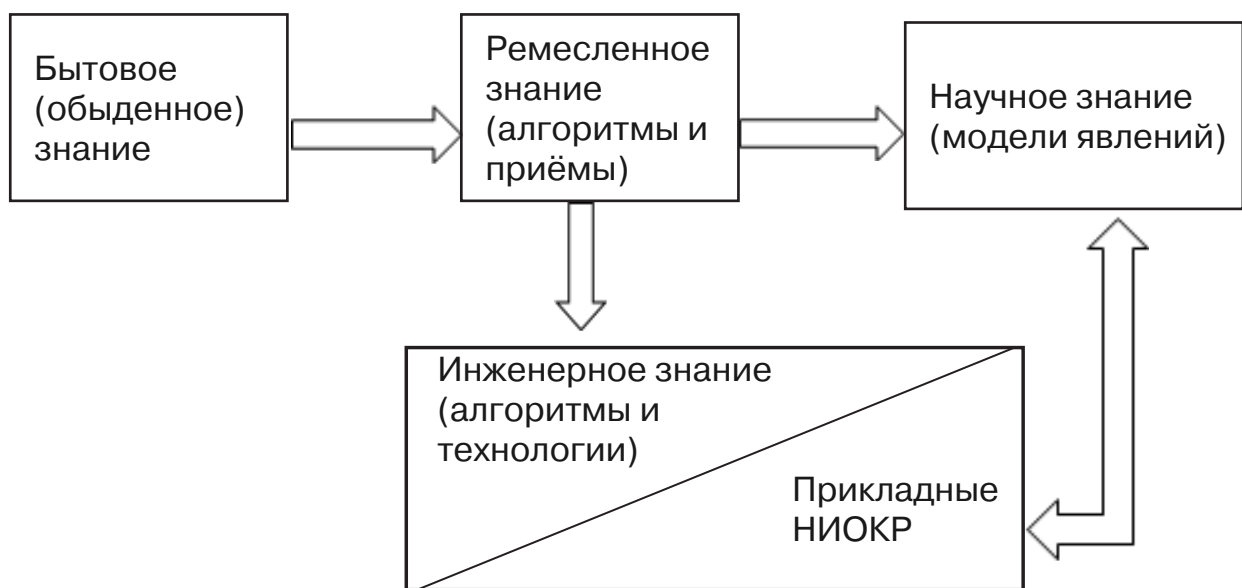 Бытовое
(обыденное)
знание
Ремесленное
знание
(алгоритмы и
приёмы)
Научное знание
(модели явлений)
Инженерное знание
(алгоритмы и
технологии)
Прикладные
НИОКР